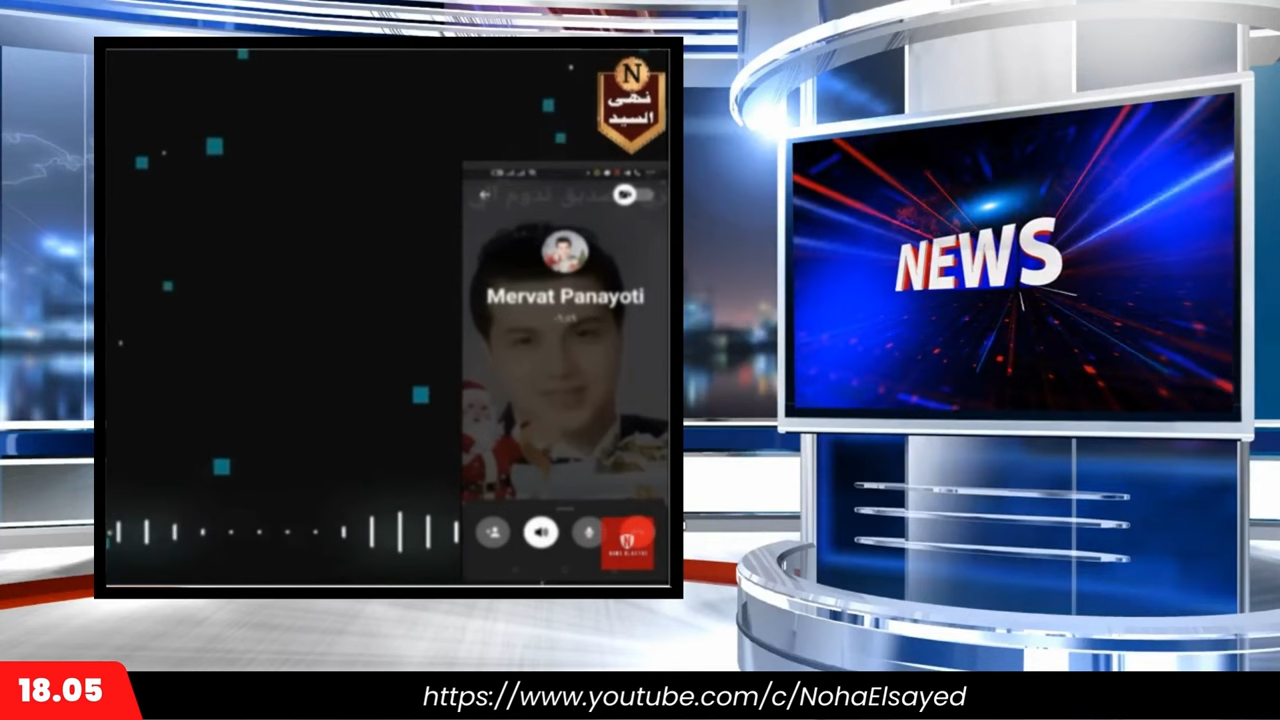 N
نهى
السيد
Mervat Panayoti
NEWS
18.05
https://www.youtube.com/c/NohaElsayed